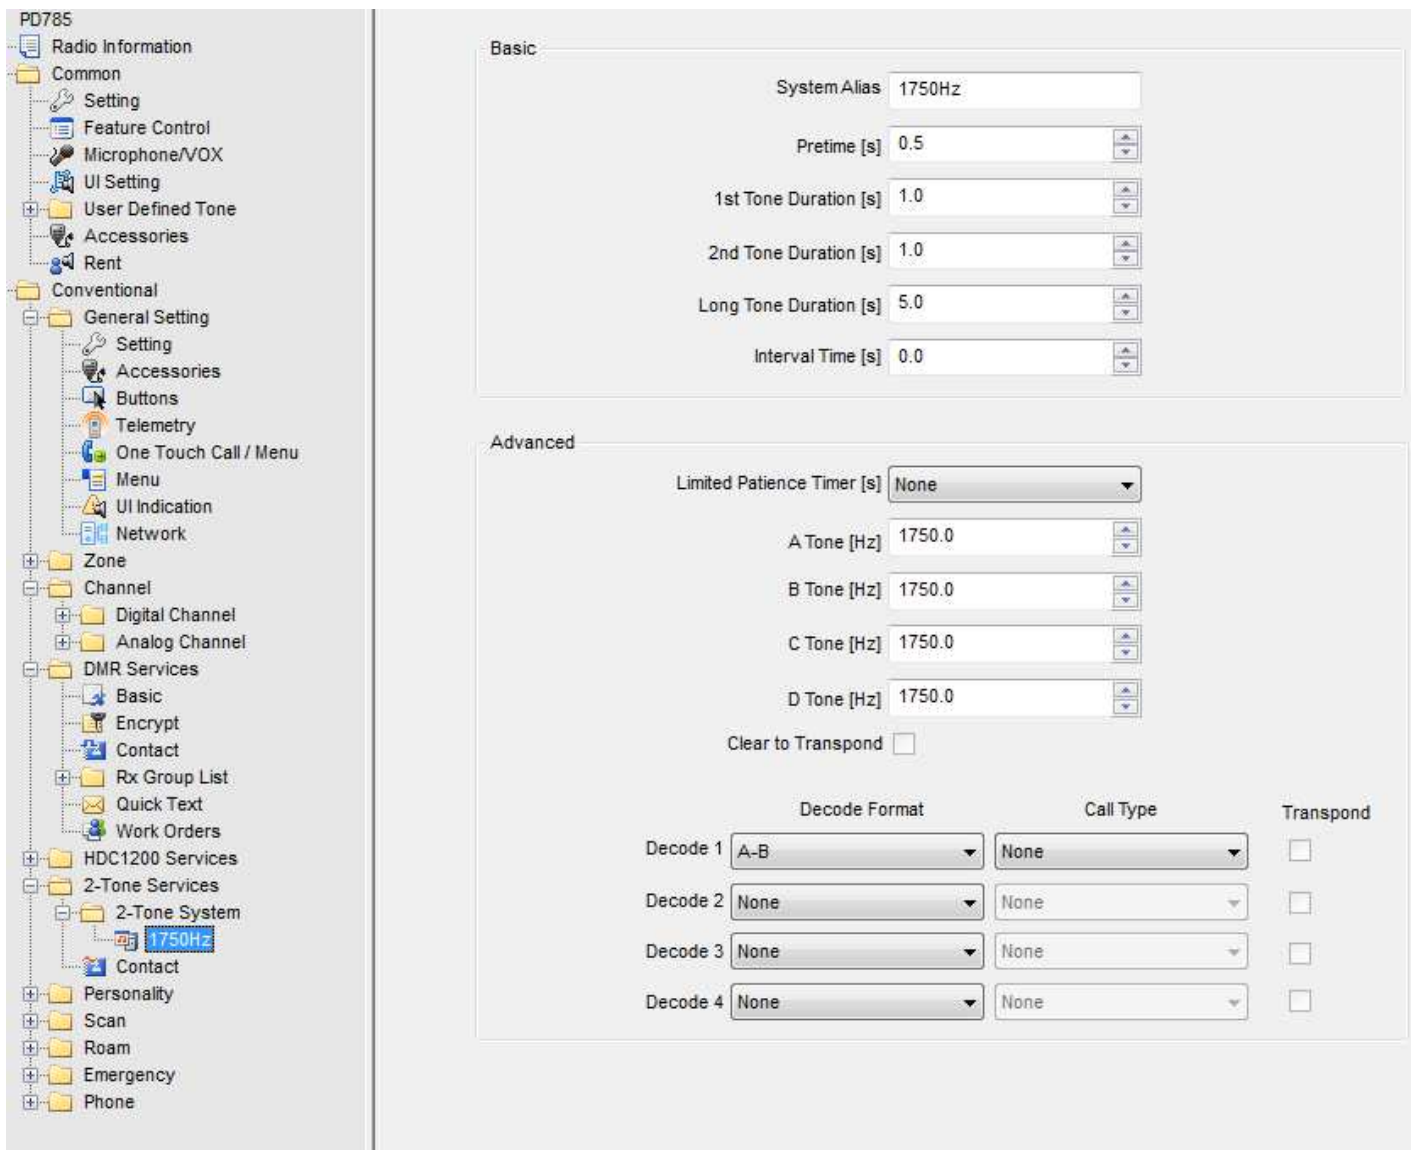 PD785
Radio Information
Common
Setting
Feature Control
Microphone/VOX
UI Setting
User Defined Tone
Accessories
Rent
Conventional
General Setting
Setting
Accessories
Buttons
Telemetry
One Touch Call / Menu
Menu
UI Indication
Network
Zone
Channel
Digital Channel
Analog Channel
DMR Services
Basic
Encrypt
Contact
Rx Group List
Quick Text
Work Orders
HDC1200 Services
2-Tone Services
2-Tone System
1750Hz
Contact
Personality
Scan
Roam
Emergency
Phone
Basic
System Alias 1750Hz
Pretime [s] 0.5
1st Tone Duration [s] 1.0
2nd Tone Duration [s] 1.0
Long Tone Duration [s] 5.0
Interval Time [s] 0.0
Advanced
Limited Patience Timer [s] None
A Tone [Hz] 1750.0
B Tone [Hz] 1750.0
C Tone [Hz] 1750.0
D Tone [Hz] 1750.0
Clear to Transpond
Decode Format Call Type Transpond
Decode 1 A-B None
Decode 2 None None
Decode 3 None None
Decode 4 None None